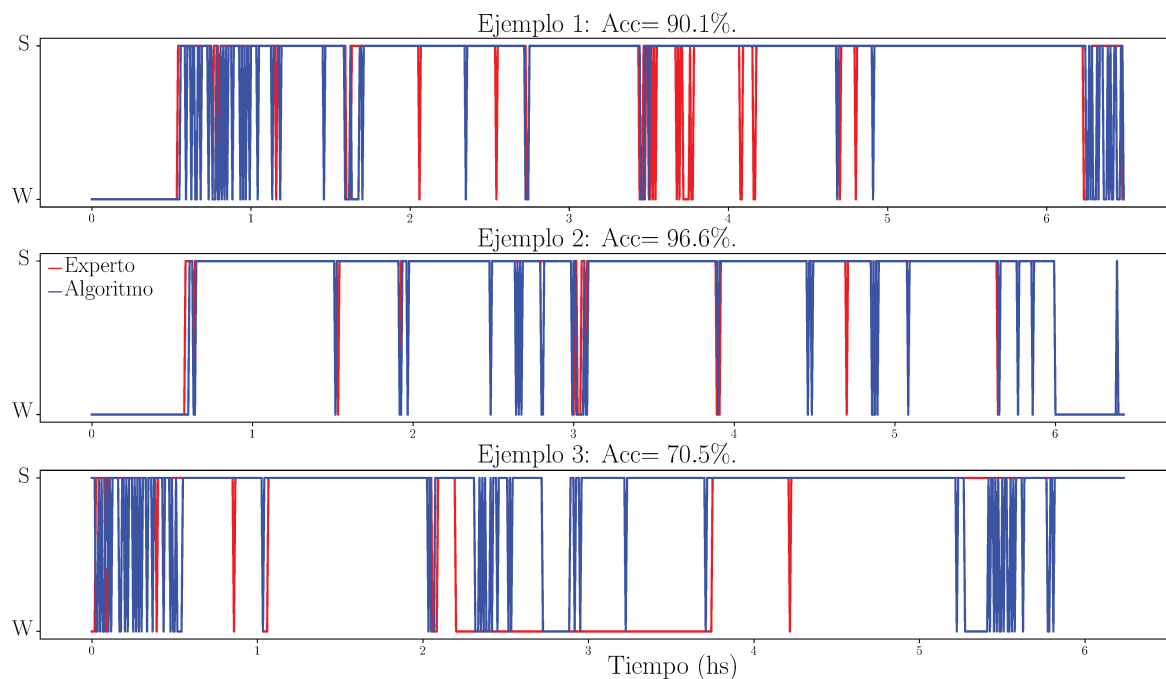 Ejemplo 1: Acc= 90.1%.
S
W
0 1 2 3 4 5 6
Ejemplo 2: Acc= 96.6%.
S
Experto
Algoritmo
W
0 1 2 3 4 5 6
Ejemplo 3: Acc= 70.5%.
S
W
0 1 2 3 4 5 6
Tiempo (hs)